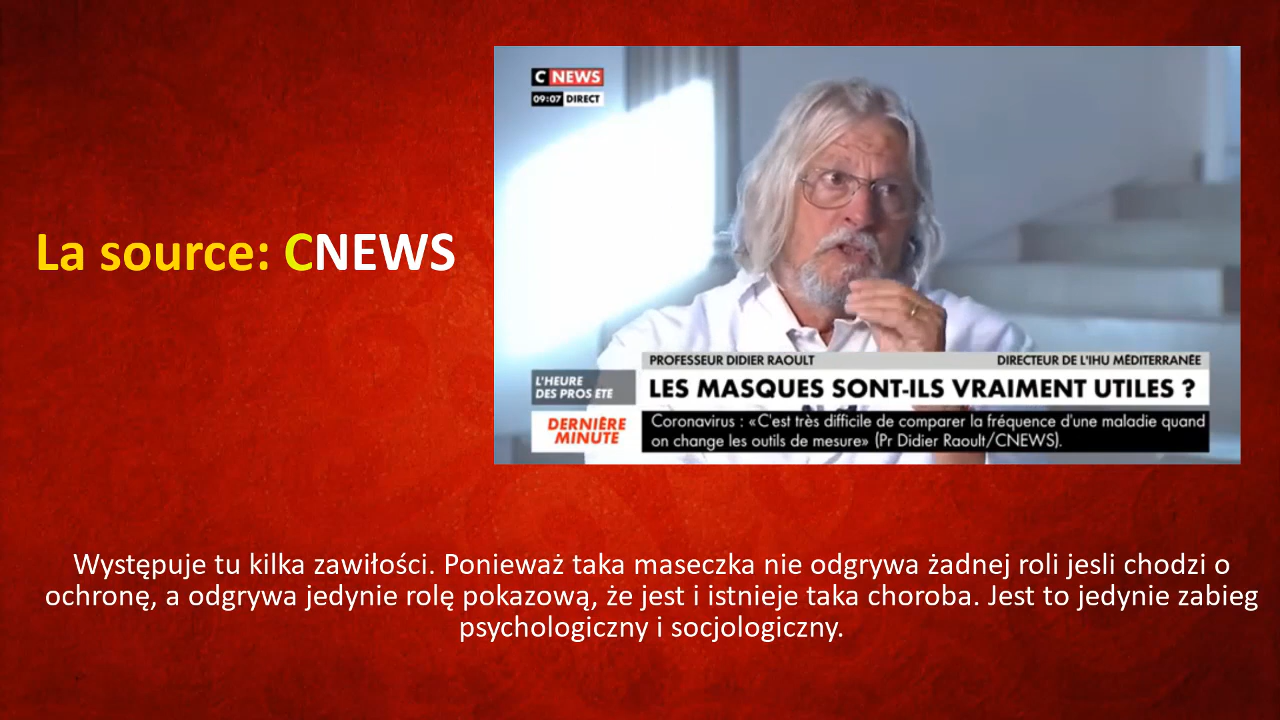 C NEWS
09:07 DIRECT
La source: CNEWS
PROFESSEUR DIDIER RAOULT DIRECTEUR DE L'IHU MÉDITERRANÉE
L'HEURE
DES PROS ÉTÉ
LES MASQUES SONT-ILS VRAIMENT UTILES ?
DERNIÈRE
MINUTE
Coronavirus : «C'est très difficile de comparer la fréquence d'une maladie quand
on change les outils de mesure» (Pr Didier Raoult/CNEWS).
Występuje tu kilka zawiłości. Ponieważ taka maseczka nie odgrywa żadnej roli jesli chodzi o
ochronę, a odgrywa jedynie rolę pokazową, że jest i istnieje taka choroba. Jest to jedynie zabieg
psychologiczny i socjologiczny.